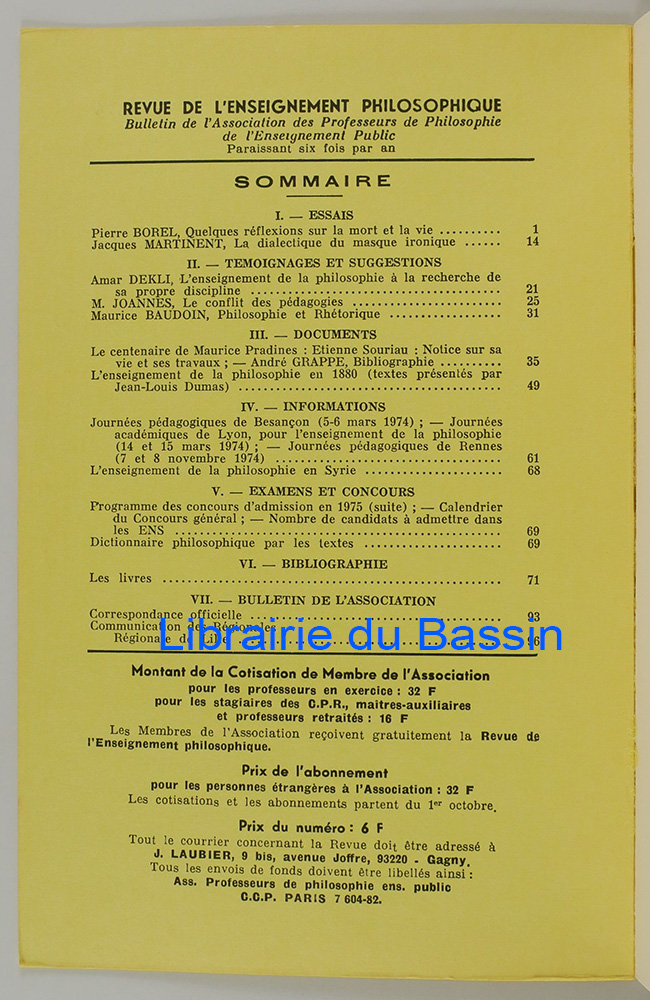 REVUE DE L'ENSEIGNEMENT PHILOSOPHIQUE
Bulletin de l'Association des Professeurs de Philosophie
de l'Enseignement Public
Paraissant six fois par an
SOMMAIRE
I. — ESSAIS
Pierre BOREL, Quelques réflexions sur la mort et la vie .......... 1
Jacques MARTINENT, La dialectique du masque ironique ...... 14
II. — TEMOIGNAGES ET SUGGESTIONS
Amar DEKLI, L'enseignement de la philosophie à la recherche de
sa propre discipline .......................................... 21
M. JOANNES, Le conflit des pédagogies ........................ 25
Maurice BAUDOIN, Philosophie et Rhétorique .................. 31
III. — DOCUMENTS
Le centenaire de Maurice Pradines : Etienne Souriau : Notice sur sa
vie et ses travaux ; — André GRAPPE, Bibliographie .......... 35
L'enseignement de la philosophie en 1880 (textes présentés par
Jean-Louis Dumas) .......................................... 49
IV. — INFORMATIONS
Journées pédagogiques de Besançon (5-6 mars 1974) ; — Journées
académiques de Lyon, pour l'enseignement de la philosophie
(14 et 15 mars 1974) ; — Journées pédagogiques de Rennes
(7 et 8 novembre 1974) ..................................... 61
L'enseignement de la philosophie en Syrie ...................... 68
V. — EXAMENS ET CONCOURS
Programme des concours d'admission en 1975 (suite) ; — Calendrier
du Concours général ; — Nombre de candidats à admettre dans
les ENS .................................................... 69
Dictionnaire philosophique par les textes ...................... 69
VI. — BIBLIOGRAPHIE
Les livres ...................................................... 71
VII. — BULLETIN DE L'ASSOCIATION
Correspondance officielle ........................................ 93
Communication des Régionales
Régionale de Lille ............................................ 96
Librairie du Bassin
Montant de la Cotisation de Membre de l'Association
pour les professeurs en exercice : 32 F
pour les stagiaires des C.P.R., maitres-auxiliaires
et professeurs retraités : 16 F
Les Membres de l'Association reçoivent gratuitement la Revue de
l'Enseignement philosophique.
Prix de l'abonnement
pour les personnes étrangères à l'Association : 32 F
Les cotisations et les abonnements partent du 1er octobre.
Prix du numéro : 6 F
Tout le courrier concernant la Revue doit être adressé à
J. LAUBIER, 9 bis, avenue Joffre, 93220 - Gagny.
Tous les envois de fonds doivent être libellés ainsi :
Ass. Professeurs de philosophie ens. public
C.C.P. PARIS 7 604-82.